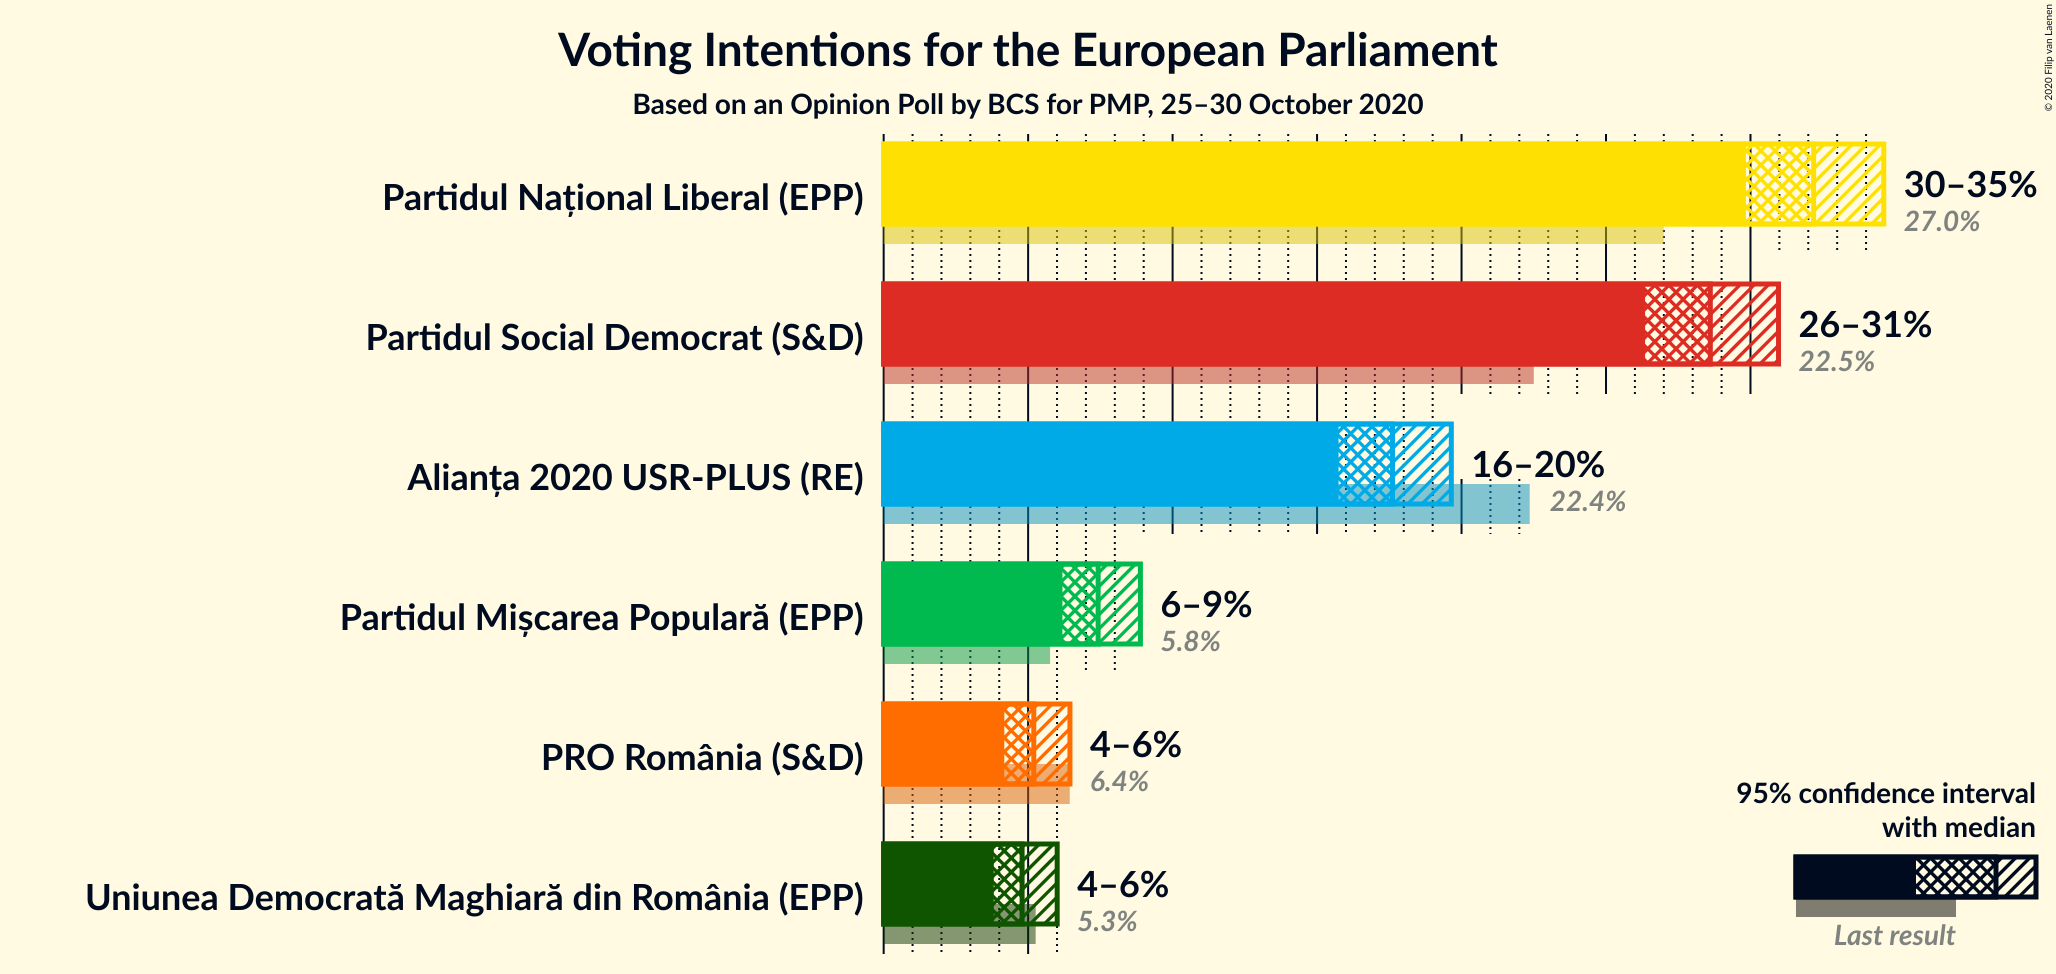 Voting Intentions for the European Parliament
Based on an Opinion Poll by BCS for PMP, 25–30 October 2020
© 2020 Filip van Laenen
Partidul Național Liberal (EPP)
30–35%
27.0%
Partidul Social Democrat (S&D)
26–31%
22.5%
Alianța 2020 USR-PLUS (RE)
16–20%
22.4%
Partidul Mișcarea Populară (EPP)
6–9%
5.8%
PRO România (S&D)
4–6%
6.4%
Uniunea Democrată Maghiară din România (EPP)
4–6%
5.3%
95% confidence interval
with median
Last result